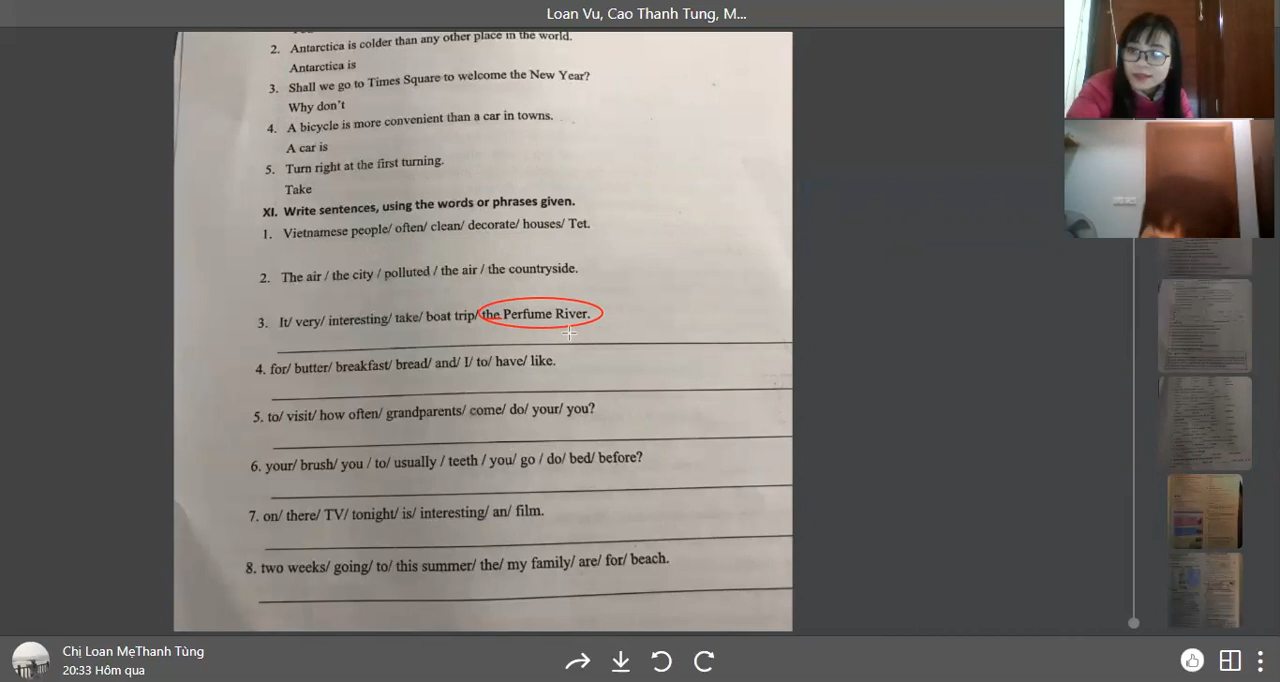 Loan Vu, Cao Thanh Tung, M...
2. Antarctica is colder than any other place in the world.
Antarctica is
3. Shall we go to Times Square to welcome the New Year?
Why don't
4. A bicycle is more convenient than a car in towns.
A car is
5. Turn right at the first turning.
Take
XI. Write sentences, using the words or phrases given.
1. Vietnamese people/ often/ clean/ decorate/ houses/ Tet.
2. The air / the city / polluted / the air / the countryside.
3. It/ very/ interesting/ take/ boat trip/ the Perfume River.
4. for/ butter/ breakfast/ bread/ and/ I/ to/ have/ like.
5. to/ visit/ how often/ grandparents/ come/ do/ your/ you?
6. your/ brush/ you / to/ usually / teeth / you/ go / do/ bed/ before?
7. on/ there/ TV/ tonight/ is/ interesting/ an/ film.
8. two weeks/ going/ to/ this summer/ the/ my family/ are/ for/ beach.
Chị Loan MẹThanh Tùng
20:33 Hôm qua